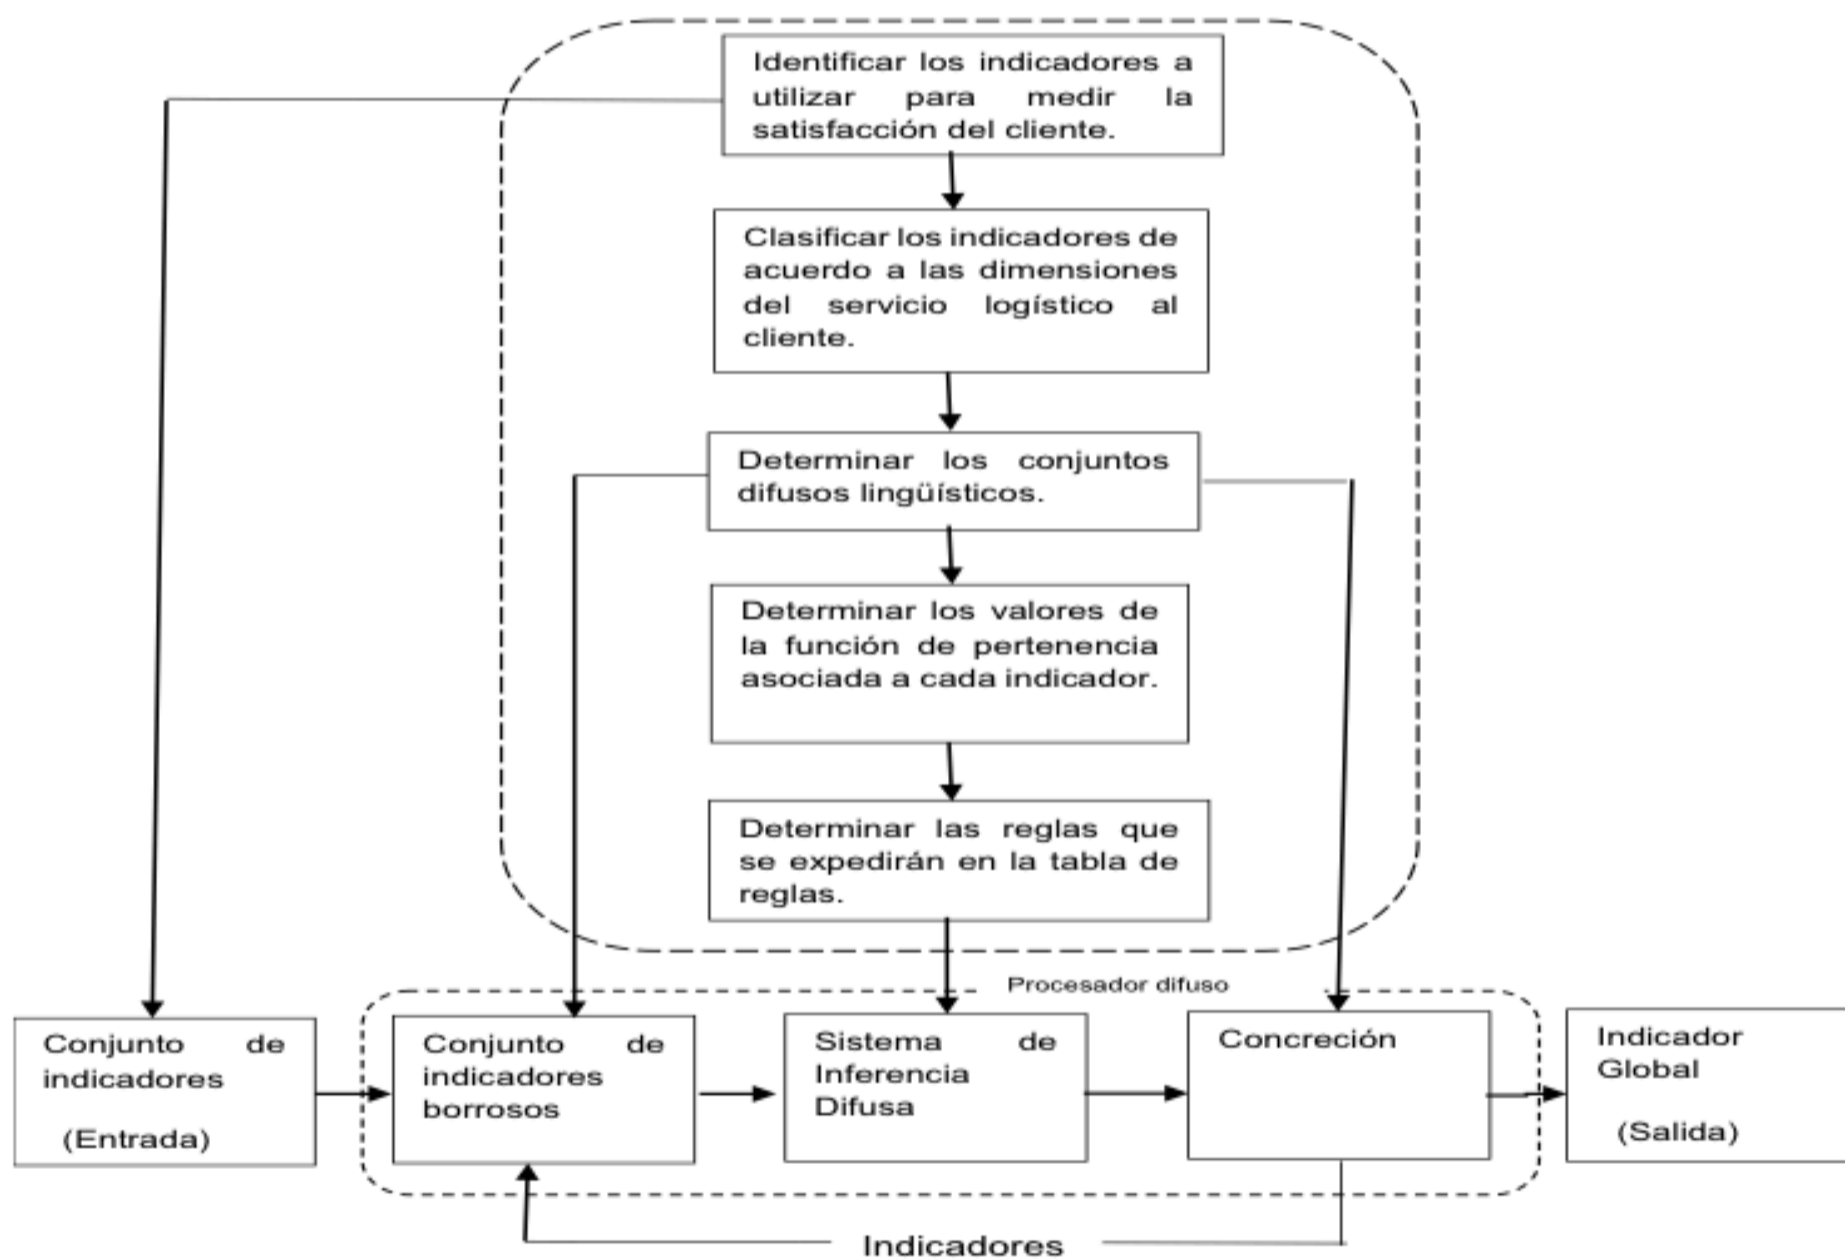 Identificar los indicadores a
utilizar para medir la
satisfacción del cliente.
Clasificar los indicadores de
acuerdo a las dimensiones
del servicio logístico al
cliente.
Determinar los conjuntos
difusos lingüísticos.
Determinar los valores de
la función de pertenencia
asociada a cada indicador.
Determinar las reglas que
se expedirán en la tabla de
reglas.
Procesador difuso
Conjunto de
indicadores
(Entrada)
Conjunto de
indicadores
borrosos
Sistema de
Inferencia
Difusa
Concreción
Indicador
Global
(Salida)
Indicadores